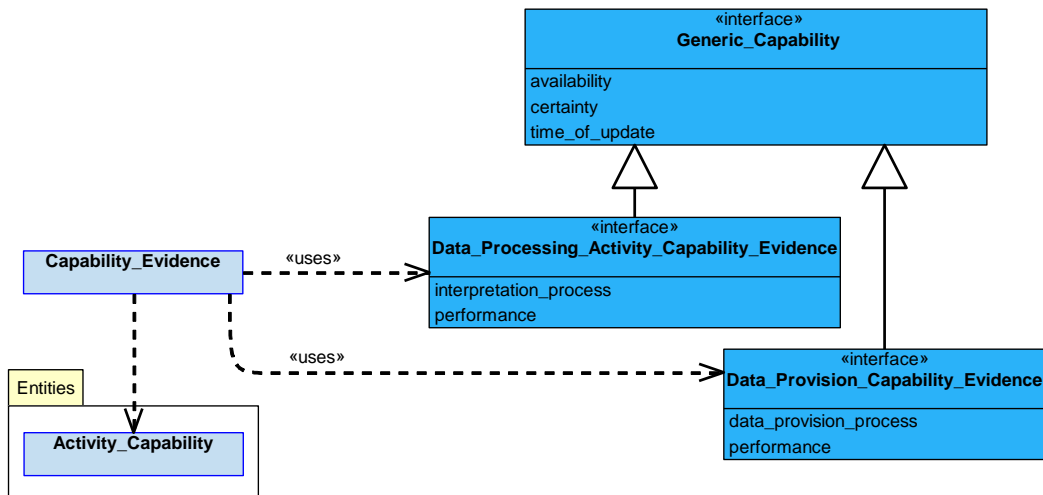 «interface»
Generic_Capability
availability
certainty
time_of_update
«interface»
Data_Processing_Activity_Capability_Evidence
interpretation_process
performance
Capability_Evidence
«uses»
«uses»
«interface»
Data_Provision_Capability_Evidence
data_provision_process
performance
Entities
Activity_Capability